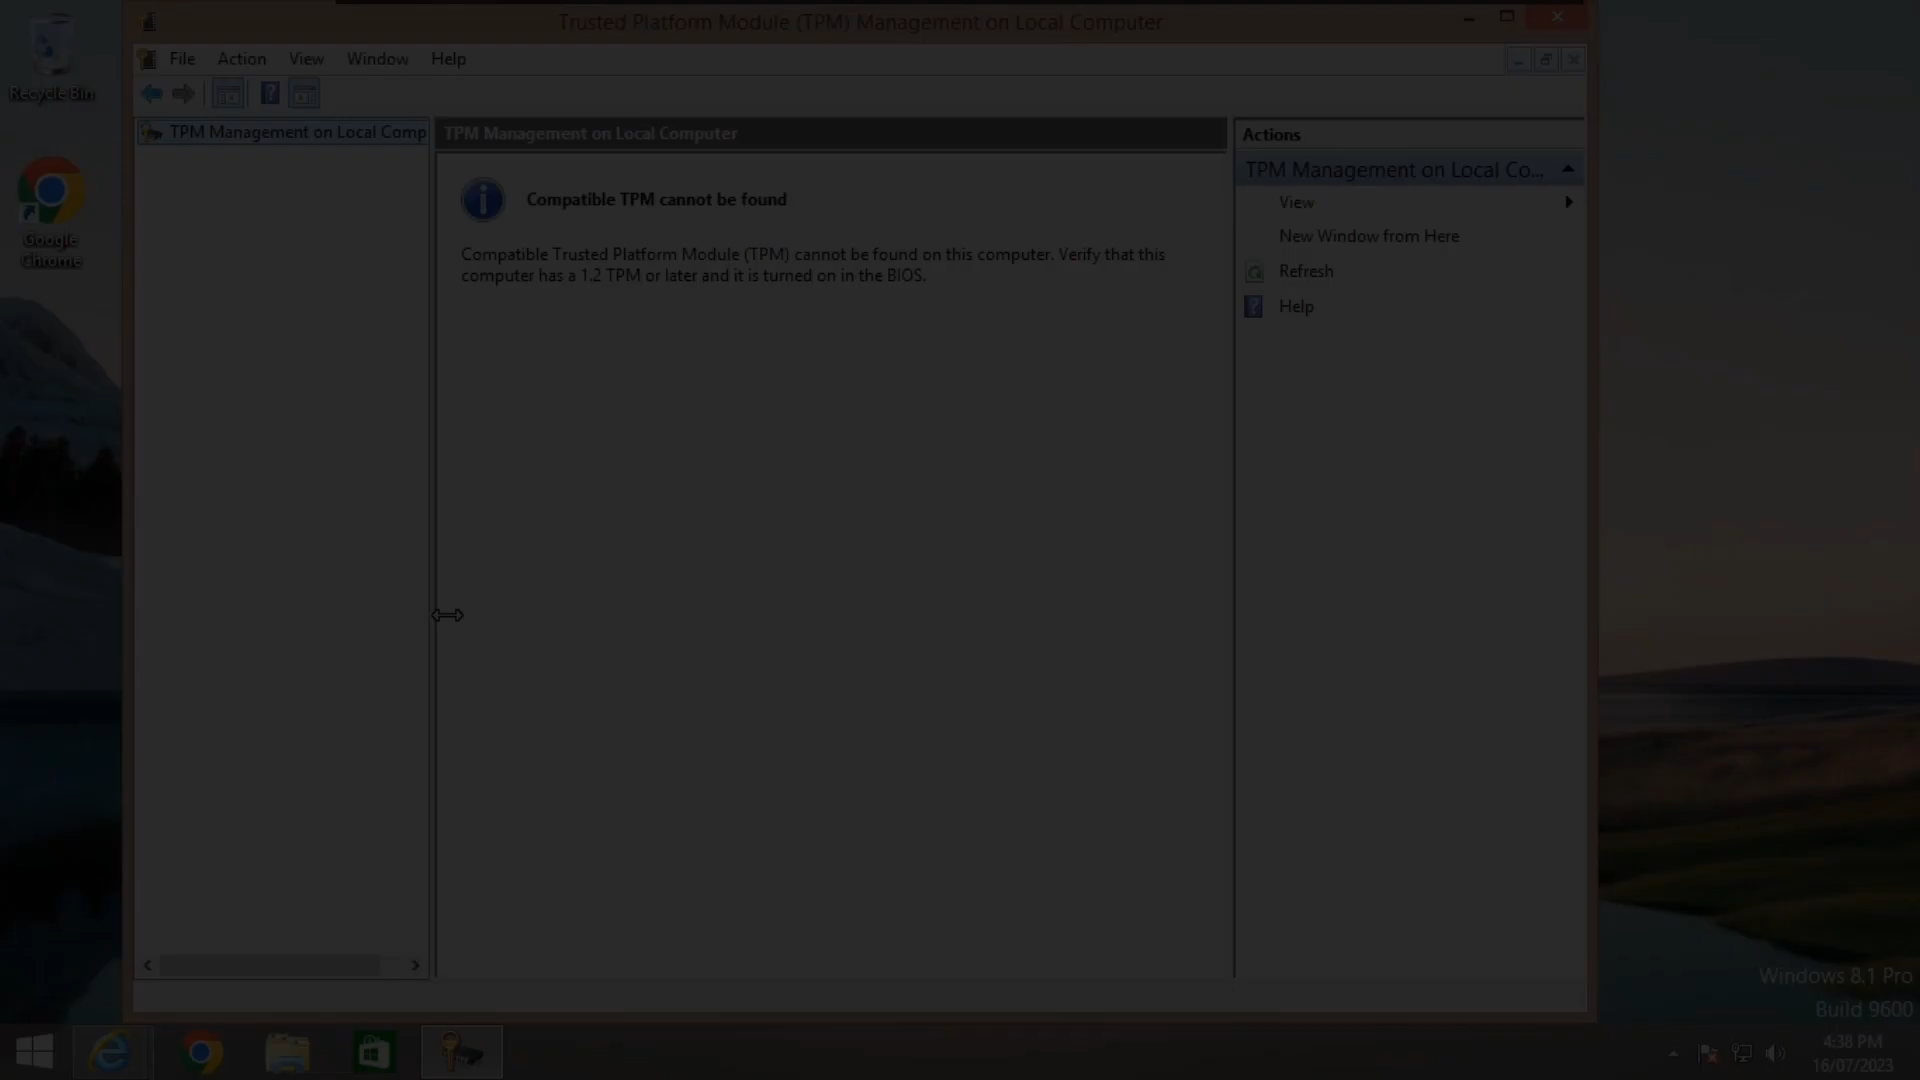 Recycle Bin
Google
Chrome
Trusted Platform Module (TPM) Management on Local Computer
File Action View Window Help
TPM Management on Local Comp
TPM Management on Local Computer
Compatible TPM cannot be found
Compatible Trusted Platform Module (TPM) cannot be found on this computer. Verify that this
computer has a 1.2 TPM or later and it is turned on in the BIOS.
Actions
TPM Management on Local Co...
View
New Window from Here
Refresh
Help
Windows 8.1 Pro
Build 9600
4:38 PM
16/07/2023